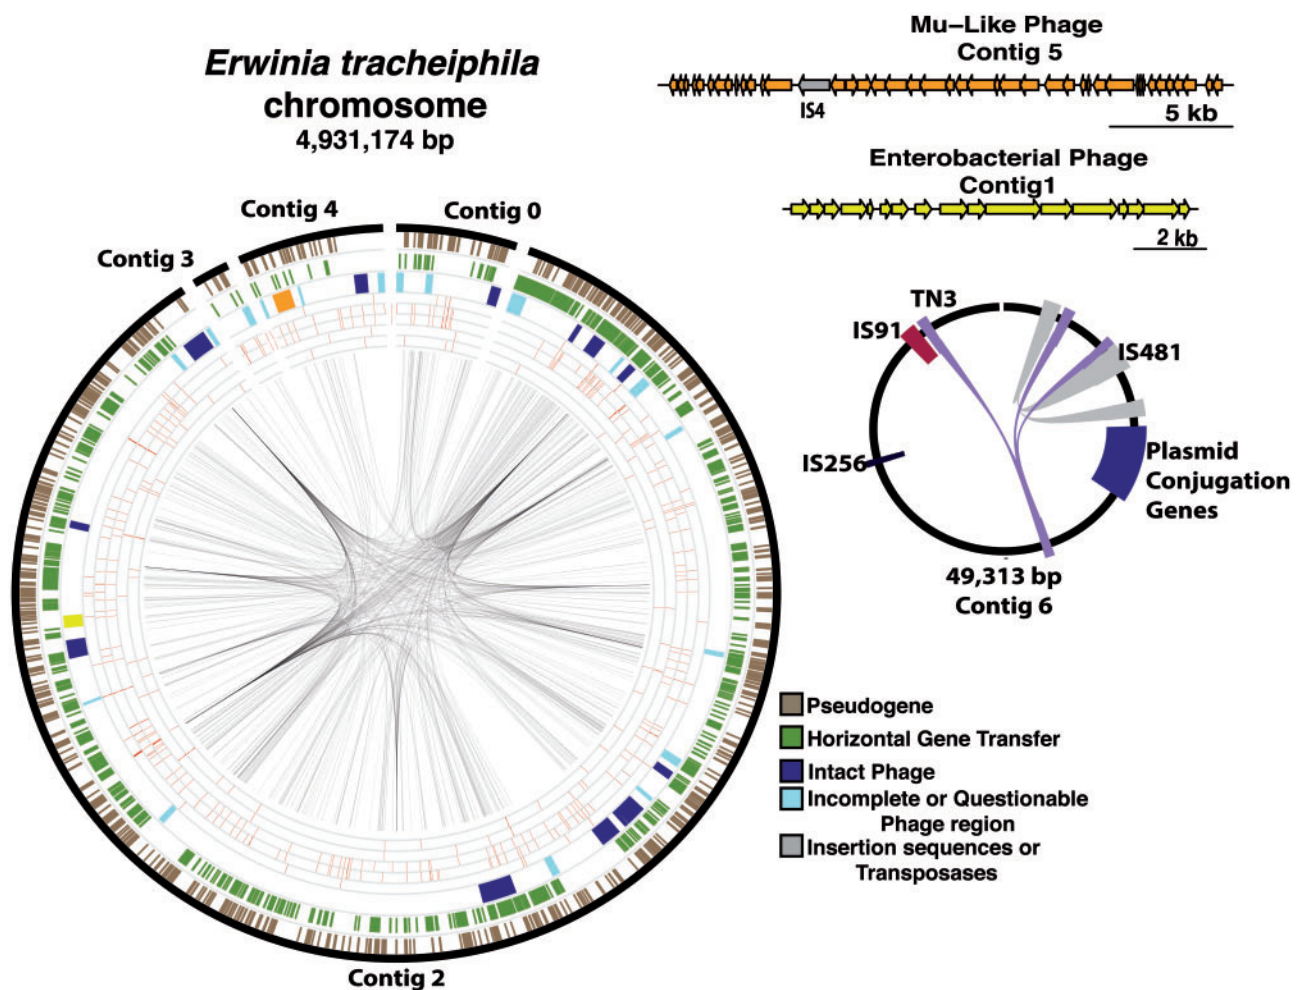 Erwinia tracheiphila
chromosome
4,931,174 bp
Mu–Like Phage
Contig 5
IS4
5 kb
Enterobacterial Phage
Contig1
2 kb
Contig 4
Contig 0
Contig 3
Contig 2
TN3
IS91
IS481
IS256
Plasmid
Conjugation
Genes
49,313 bp
Contig 6
Pseudogene
Horizontal Gene Transfer
Intact Phage
Incomplete or Questionable
Phage region
Insertion sequences or
Transposases